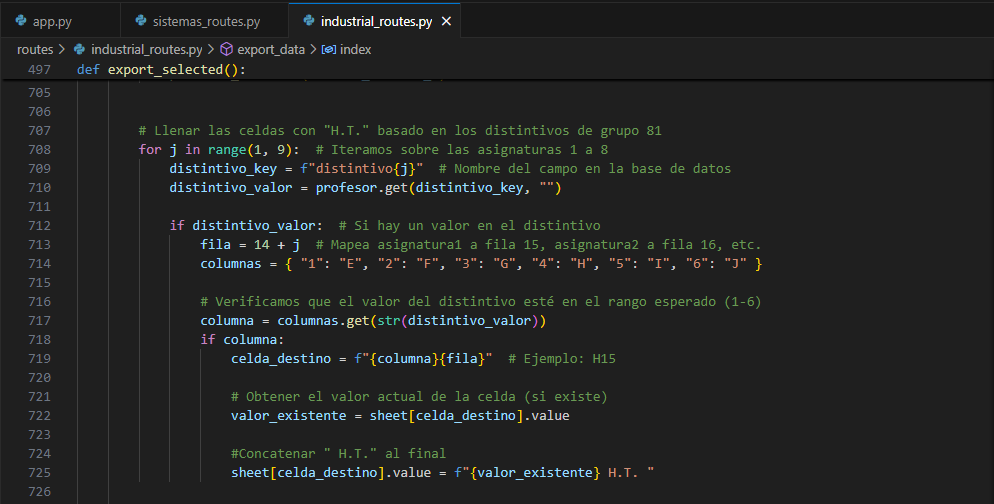 app.py sistemas_routes.py industrial_routes.py
routes > industrial_routes.py > export_data > index
497 def export_selected():
705
706
707 # Llenar las celdas con "H.T." basado en los distintivos de grupo 81
708 for j in range(1, 9):  # Iteramos sobre las asignaturas 1 a 8
709 distintivo_key = f"distintivo{j}"  # Nombre del campo en la base de datos
710 distintivo_valor = profesor.get(distintivo_key, "")
711
712 if distintivo_valor:  # Si hay un valor en el distintivo
713 fila = 14 + j  # Mapea asignatura1 a fila 15, asignatura2 a fila 16, etc.
714 columnas = { "1": "E", "2": "F", "3": "G", "4": "H", "5": "I", "6": "J" }
715
716 # Verificamos que el valor del distintivo esté en el rango esperado (1-6)
717 columna = columnas.get(str(distintivo_valor))
718 if columna:
719 celda_destino = f"{columna}{fila}"  # Ejemplo: H15
720
721 # Obtener el valor actual de la celda (si existe)
722 valor_existente = sheet[celda_destino].value
723
724 #Concatenar " H.T." al final
725 sheet[celda_destino].value = f"{valor_existente} H.T. "
726